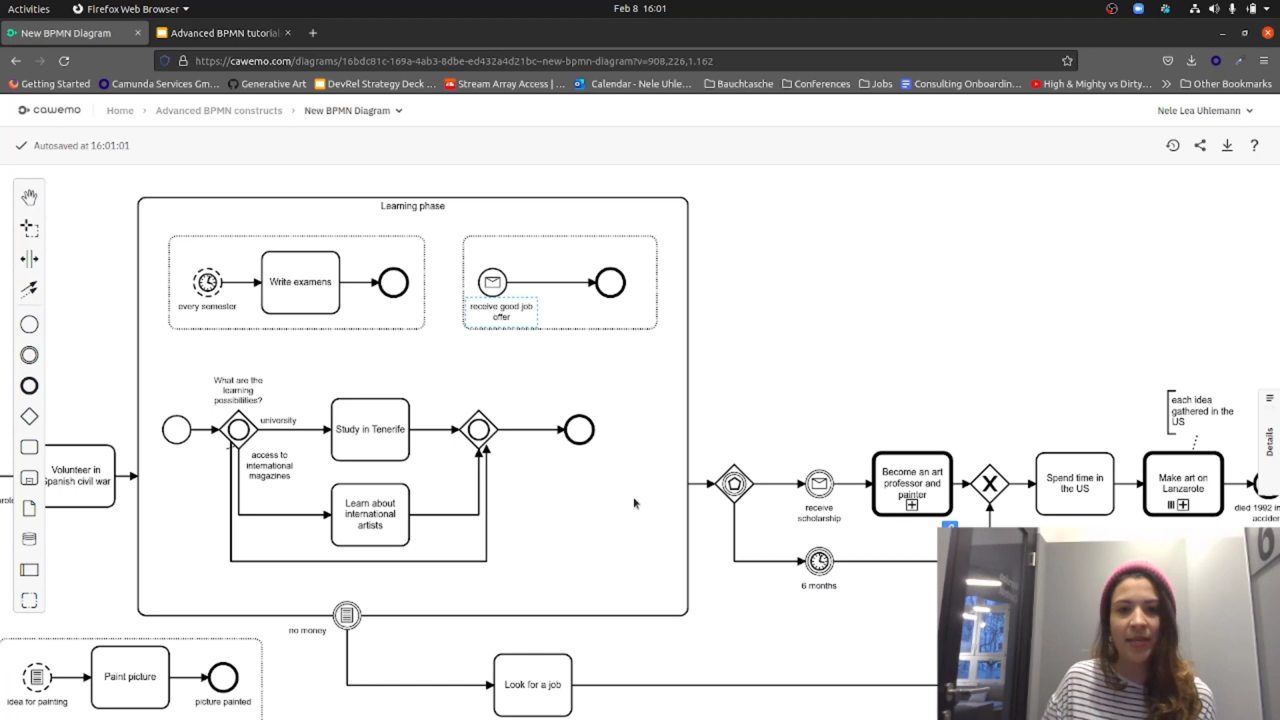 Activities
Firefox Web Browser
Feb 8 16:01
New BPMN Diagram
Advanced BPMN tutorial
https://cawemo.com/diagrams/16bdc81c-169a-4ab3-8dbe-ed432a4d21bc--new-bpmn-diagram?v=908,226,1.162
Getting Started
Camunda Services Gm…
Generative Art
DevRel Strategy Deck …
Stream Array Access | …
Calendar - Nele Uhle…
Bauchtasche
Conferences
Jobs
Consulting Onboardin…
High & Mighty vs Dirty…
Other Bookmarks
cawemo
Home
Advanced BPMN constructs
New BPMN Diagram
Nele Lea Uhlemann
Autosaved at 16:01:01
Learning phase
Write examens
every semester
receive good job
offer
What are the
learning
possibilities?
university
Study in Tenerife
access to
international
magazines
Learn about
international
artists
Volunteer in
Spanish civil war
each idea
gathered in the
US
Details
Become an art
professor and
painter
Spend time in
the US
Make art on
Lanzarote
receive
scholarship
died 1992 in
6 months
no money
Look for a job
idea for painting
Paint picture
picture painted